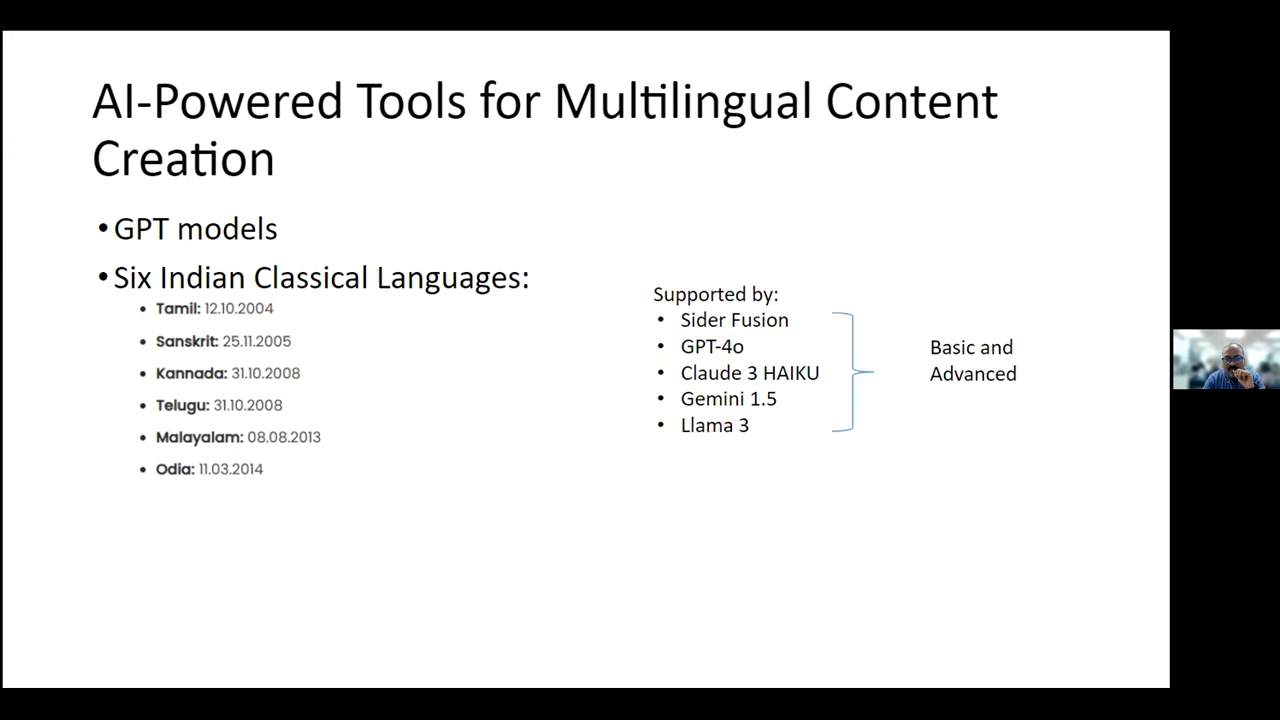 AI-Powered Tools for Multilingual Content
Creation
• GPT models
• Six Indian Classical Languages:
• Tamil: 12.10.2004
• Sanskrit: 25.11.2005
• Kannada: 31.10.2008
• Telugu: 31.10.2008
• Malayalam: 08.08.2013
• Odia: 11.03.2014
Supported by:
• Sider Fusion
• GPT-4o
• Claude 3 HAIKU
• Gemini 1.5
• Llama 3
Basic and
Advanced